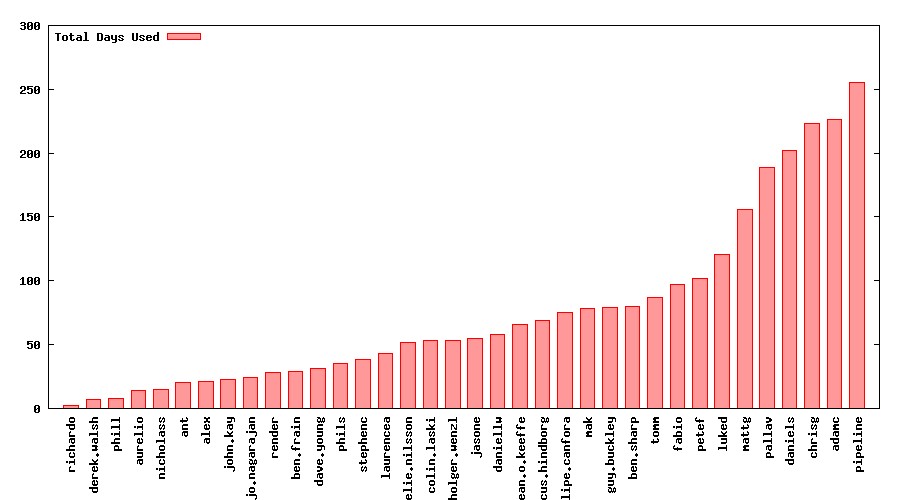 Total Days Used
300
250
200
150
100
50
0
richardo
derek.walsh
phill
aurelio
nicholass
ant
alex
john.kay
jo.nagarajan
render
ben.frain
dave.young
phils
stephenc
laurencea
elie.nilsson
colin.laski
holger.wenzl
jasone
daniellw
ean.o.keeffe
cus.hindborg
lipe.canfora
mak
guy.buckley
ben.sharp
tomm
fabio
petef
luked
mattg
pallav
daniels
chrisg
adamc
pipeline